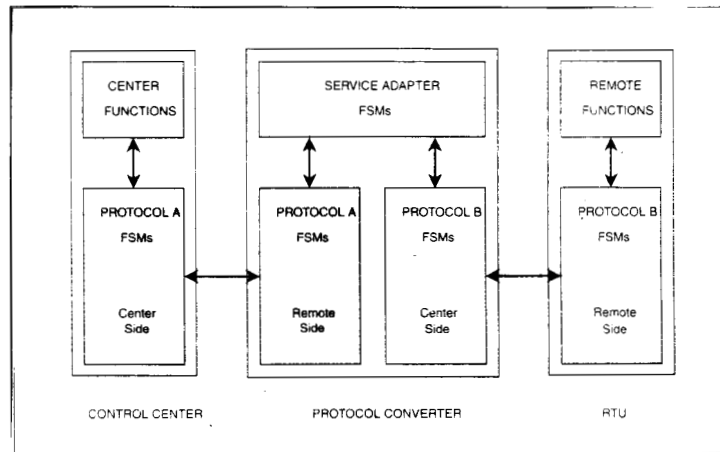 CENTER
FUNCTIONS
SERVICE ADAPTER
FSMs
REMOTE
FUNCTIONS
PROTOCOL A
FSMs
Center
Side
PROTOCOL A
FSMs
Remote
Side
PROTOCOL B
FSMs
Center
Side
PROTOCOL B
FSMs
Remote
Side
CONTROL CENTER
PROTOCOL CONVERTER
RTU